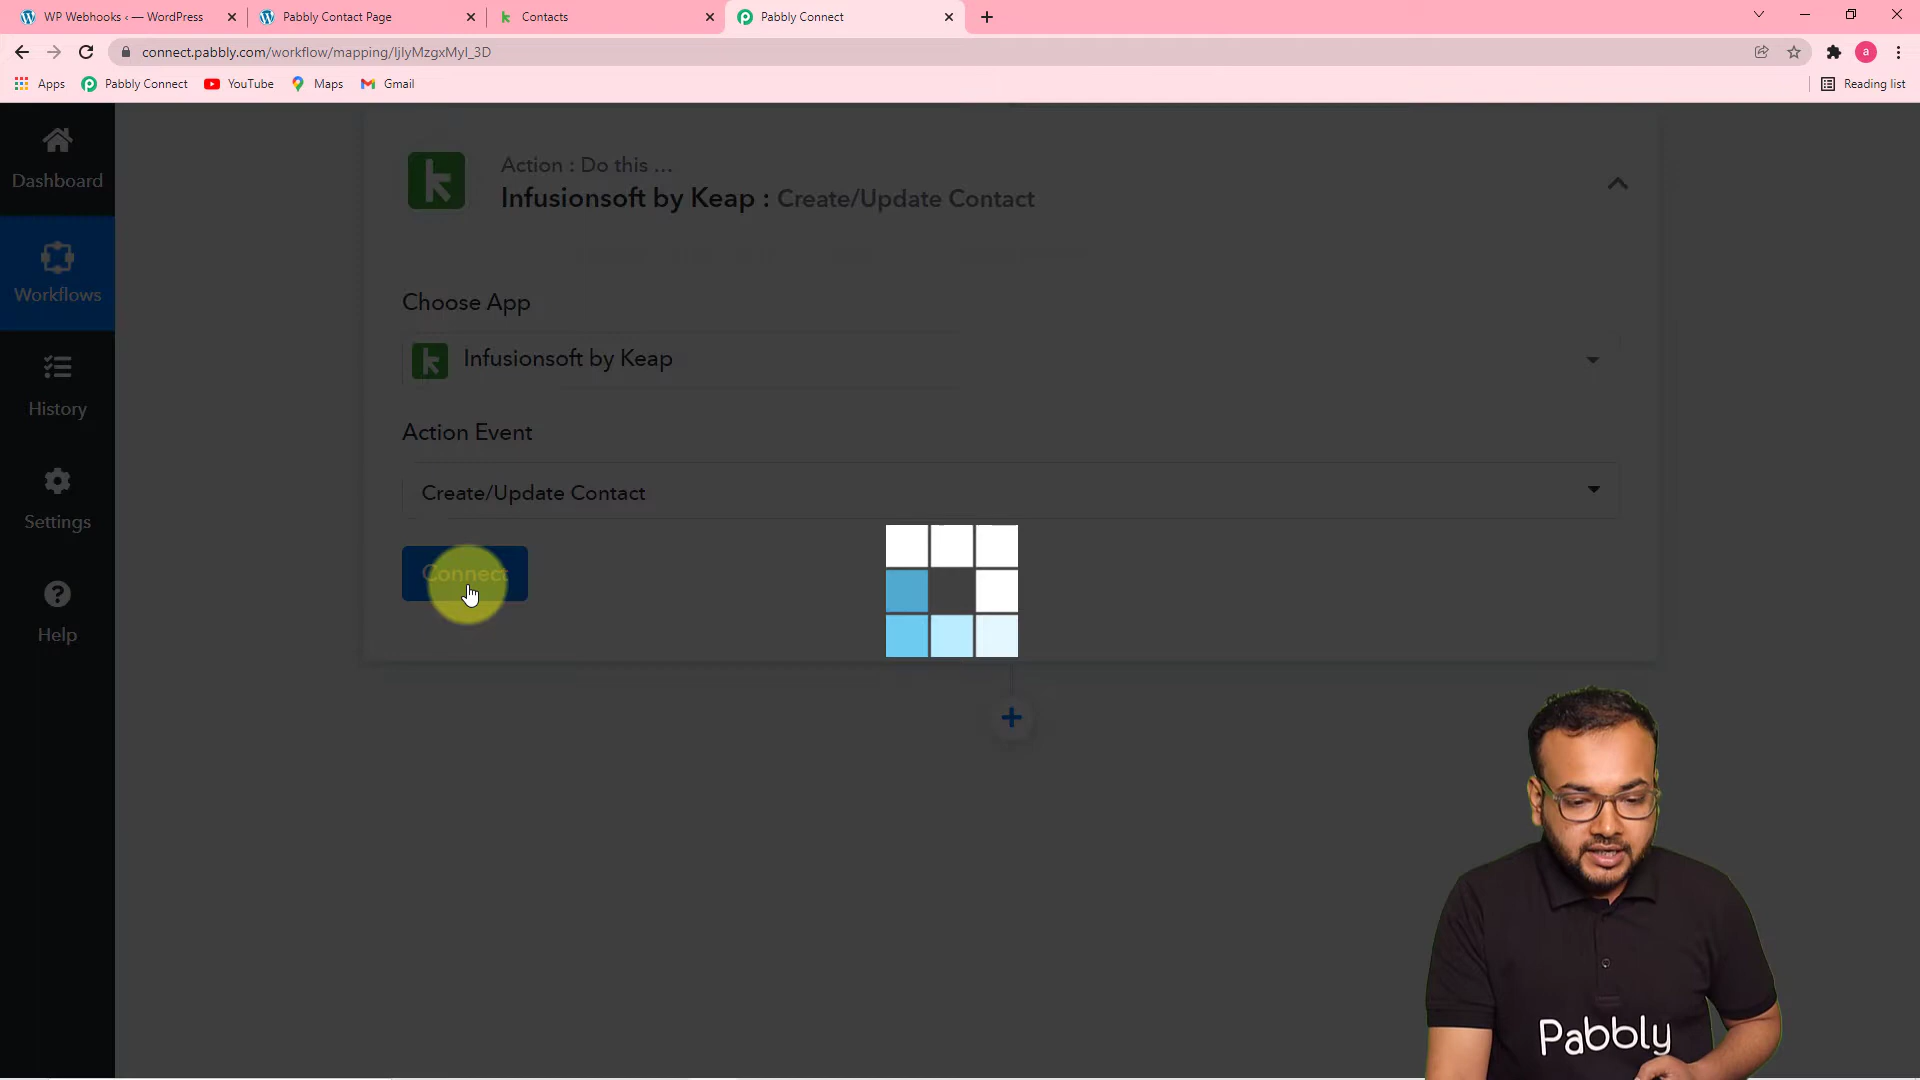 WP Webhooks ‹ — WordPress
Pabbly Contact Page
Contacts
Pabbly Connect
connect.pabbly.com/workflow/mapping/IjIyMzgxMyI_3D
a
Apps
Pabbly Connect
YouTube
Maps
Gmail
Reading list
Dashboard
Workflows
History
Settings
Help
Action : Do this ...
Infusionsoft by Keap : Create/Update Contact
Choose App
Infusionsoft by Keap
Action Event
Create/Update Contact
Connect
Pabbly